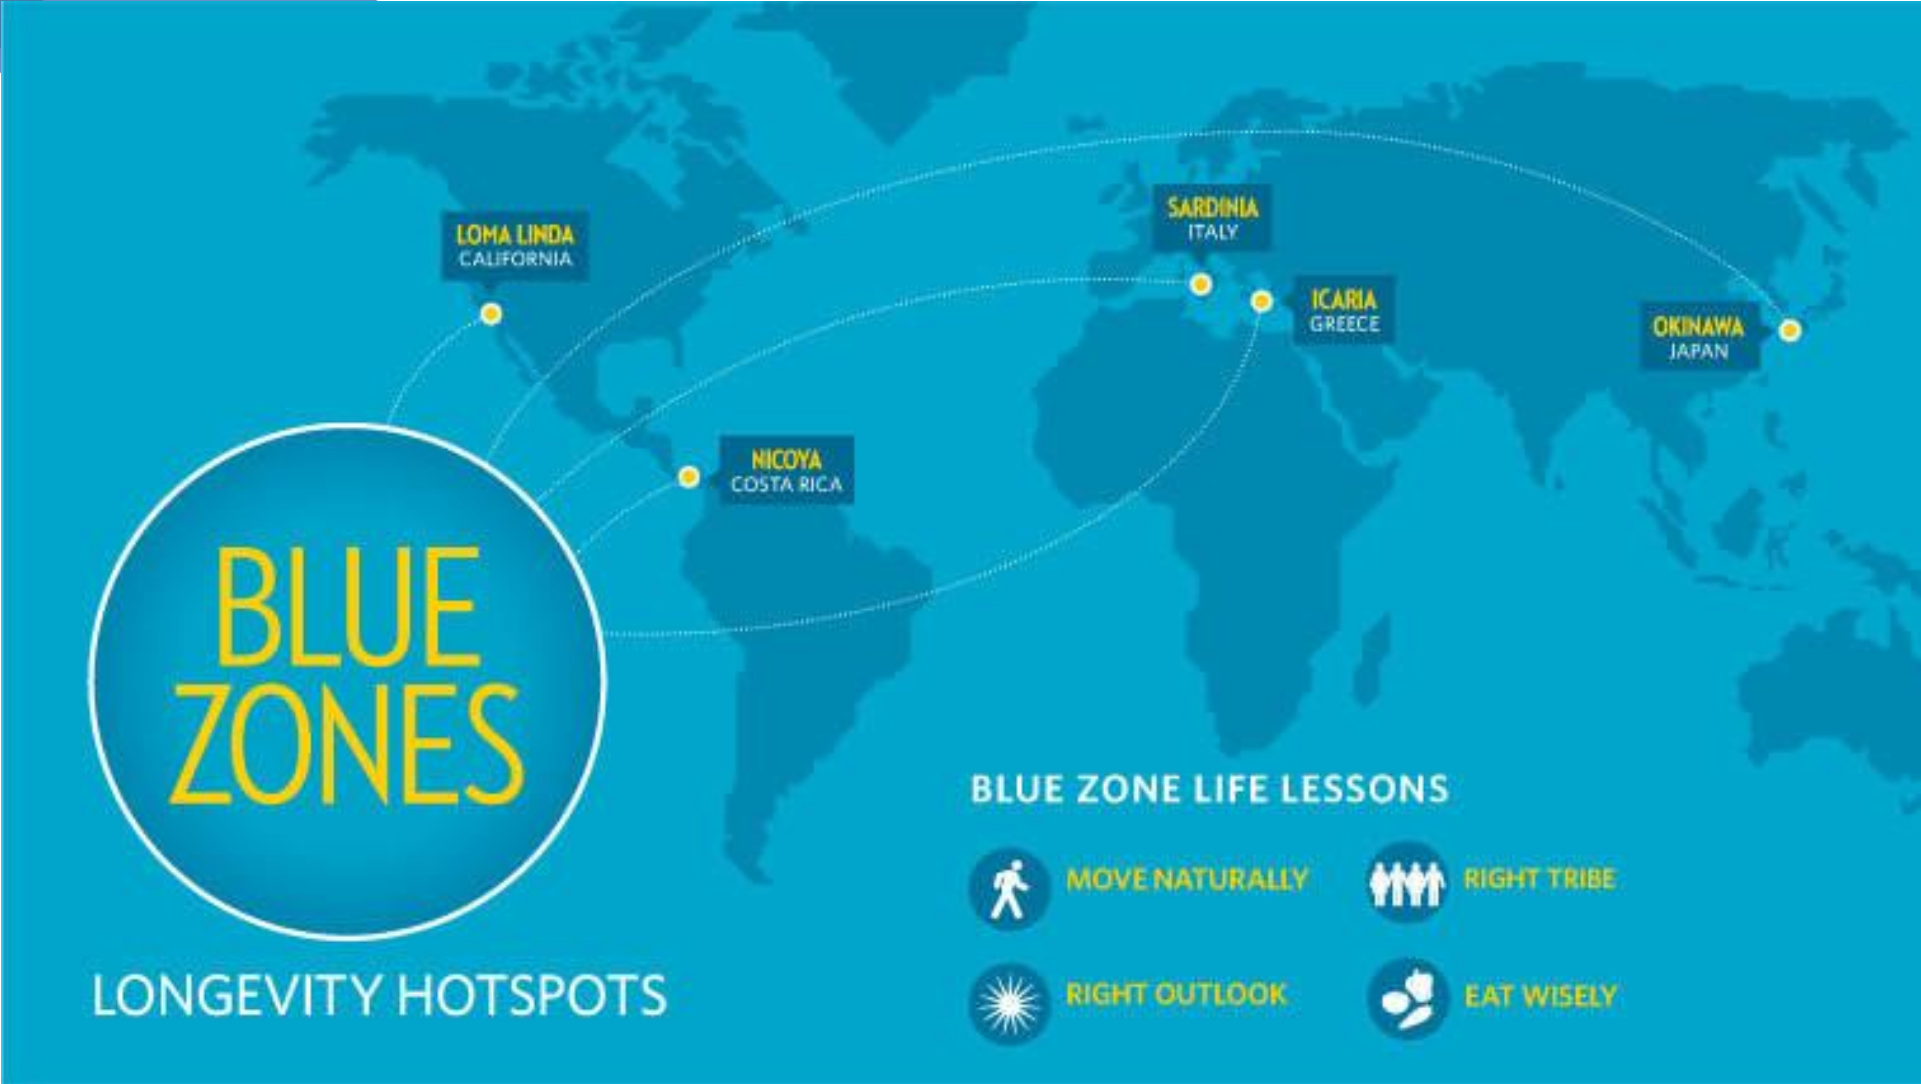 LOMA LINDA
CALIFORNIA
SARDINIA
ITALY
ICARIA
GREECE
OKINAWA
JAPAN
NICOYA
COSTA RICA
BLUE
ZONES
LONGEVITY HOTSPOTS
BLUE ZONE LIFE LESSONS
MOVE NATURALLY
RIGHT TRIBE
RIGHT OUTLOOK
EAT WISELY